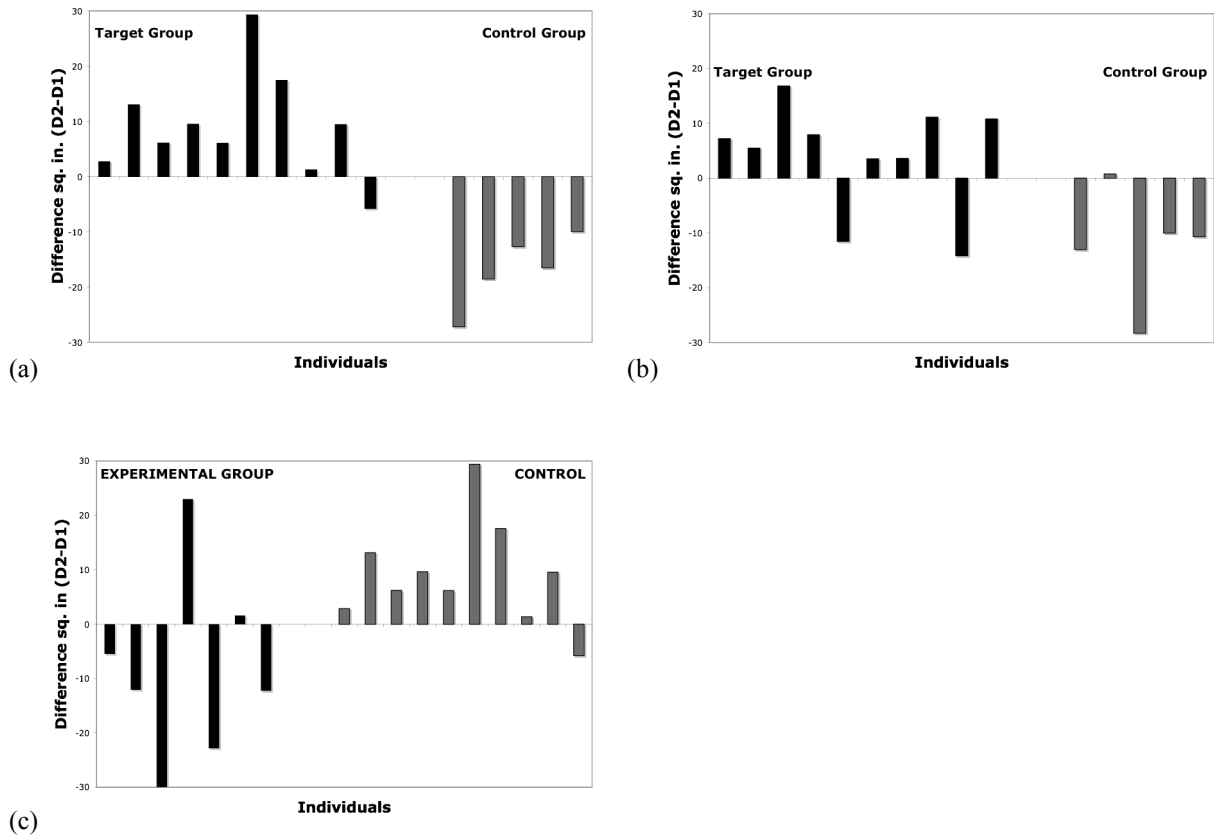 30
Target Group
Control Group
20
10
0
-10
-20
-30
Difference sq. in. (D2-D1)
Individuals
(a)
30
20
Target Group
Control Group
10
0
-10
-20
-30
Difference sq. in. (D2-D1)
Individuals
(b)
30
EXPERIMENTAL GROUP
CONTROL
20
10
0
-10
-20
-30
Difference sq. in (D2-D1)
Individuals
(c)